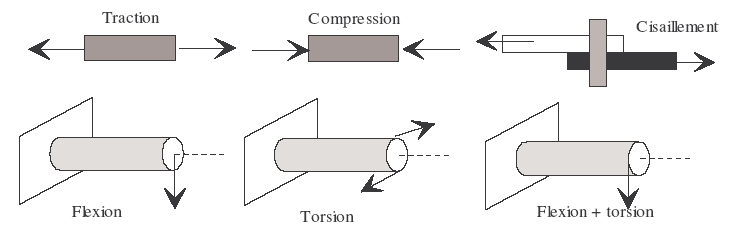 Traction
Compression
Cisaillement
Flexion
Torsion
Flexion + torsion